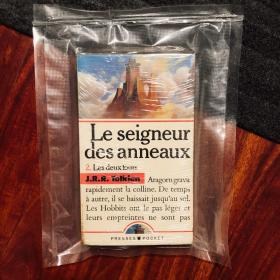 Le seigneur
des anneaux
2. Les deux tours
J.R.R. Tolkien Aragorn grava
rapidement la colline. De temps
à autre, il se baissait jusqu'au sol.
Les Hobbits ont le pas léger et
leurs empreintes ne sont pas
PRESSES POCKET